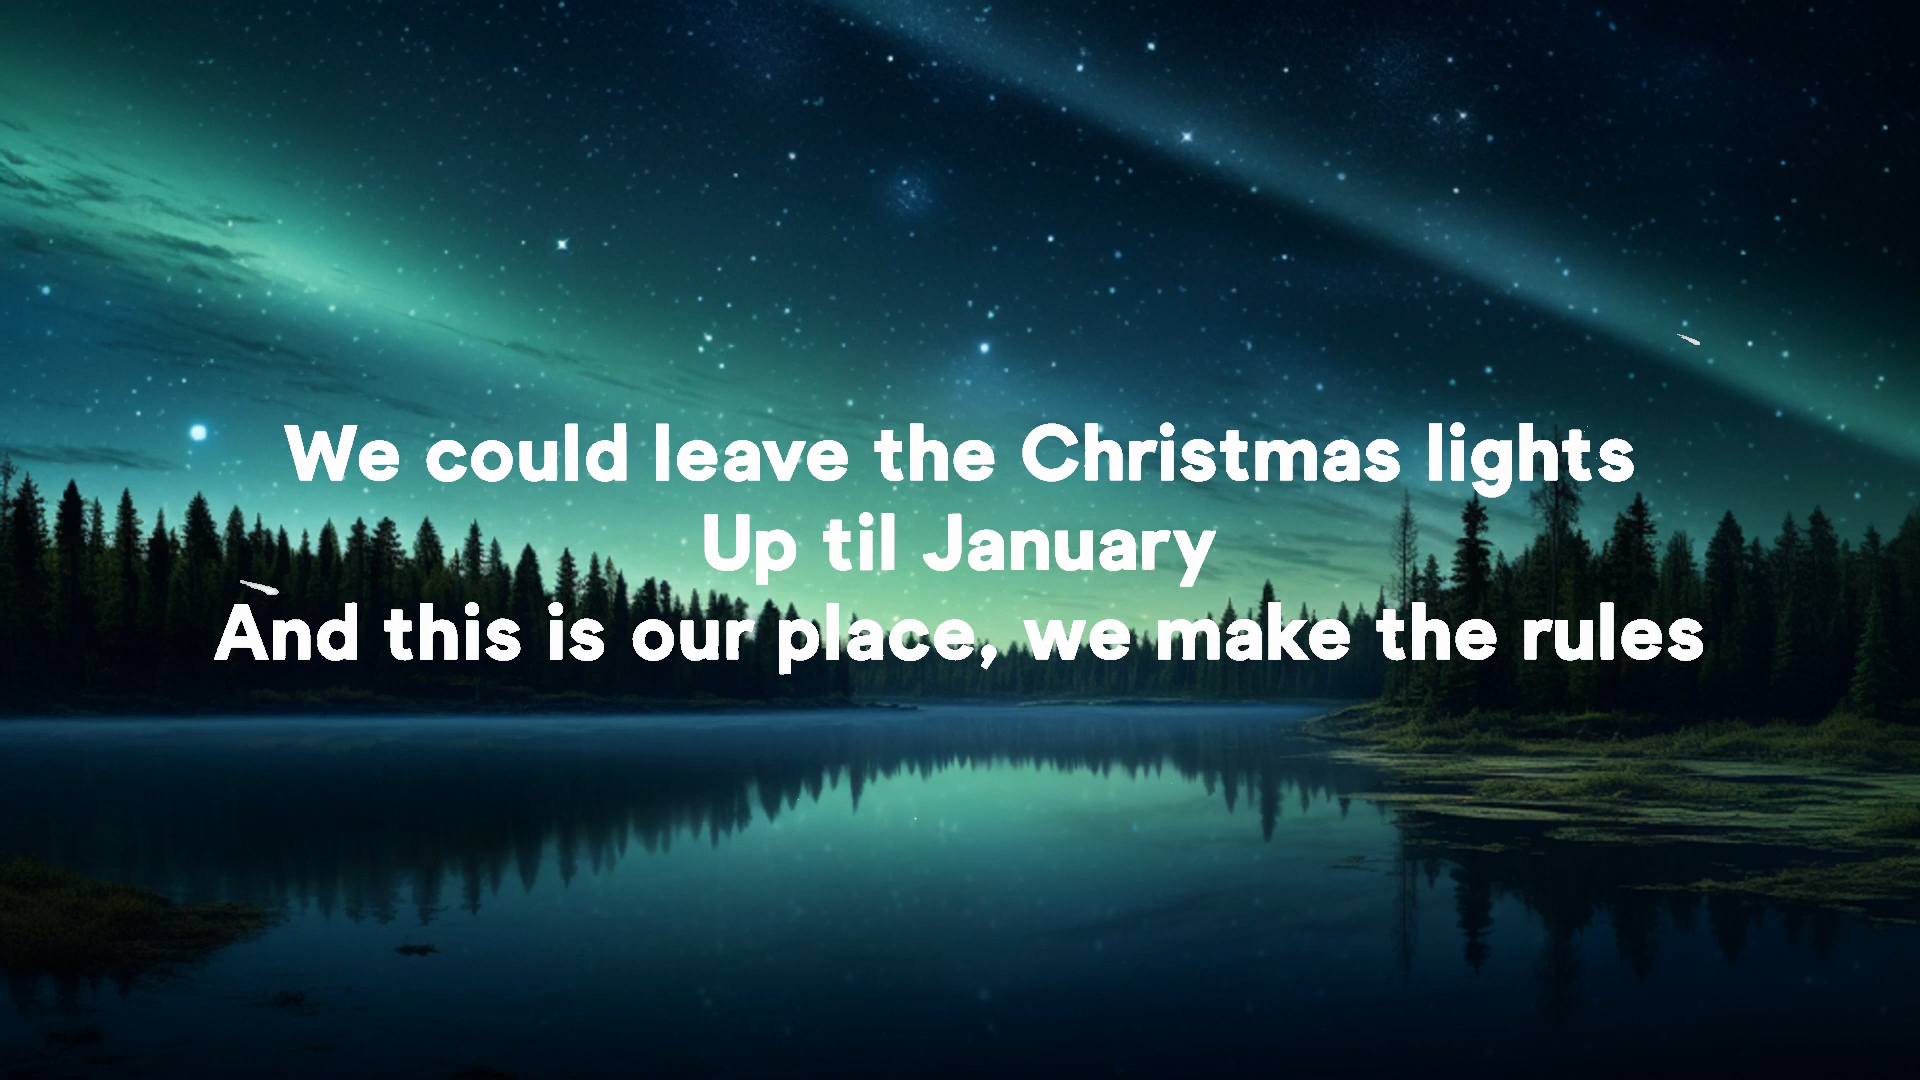 We could leave the Christmas lights
Up til January
And this is our place, we make the rules